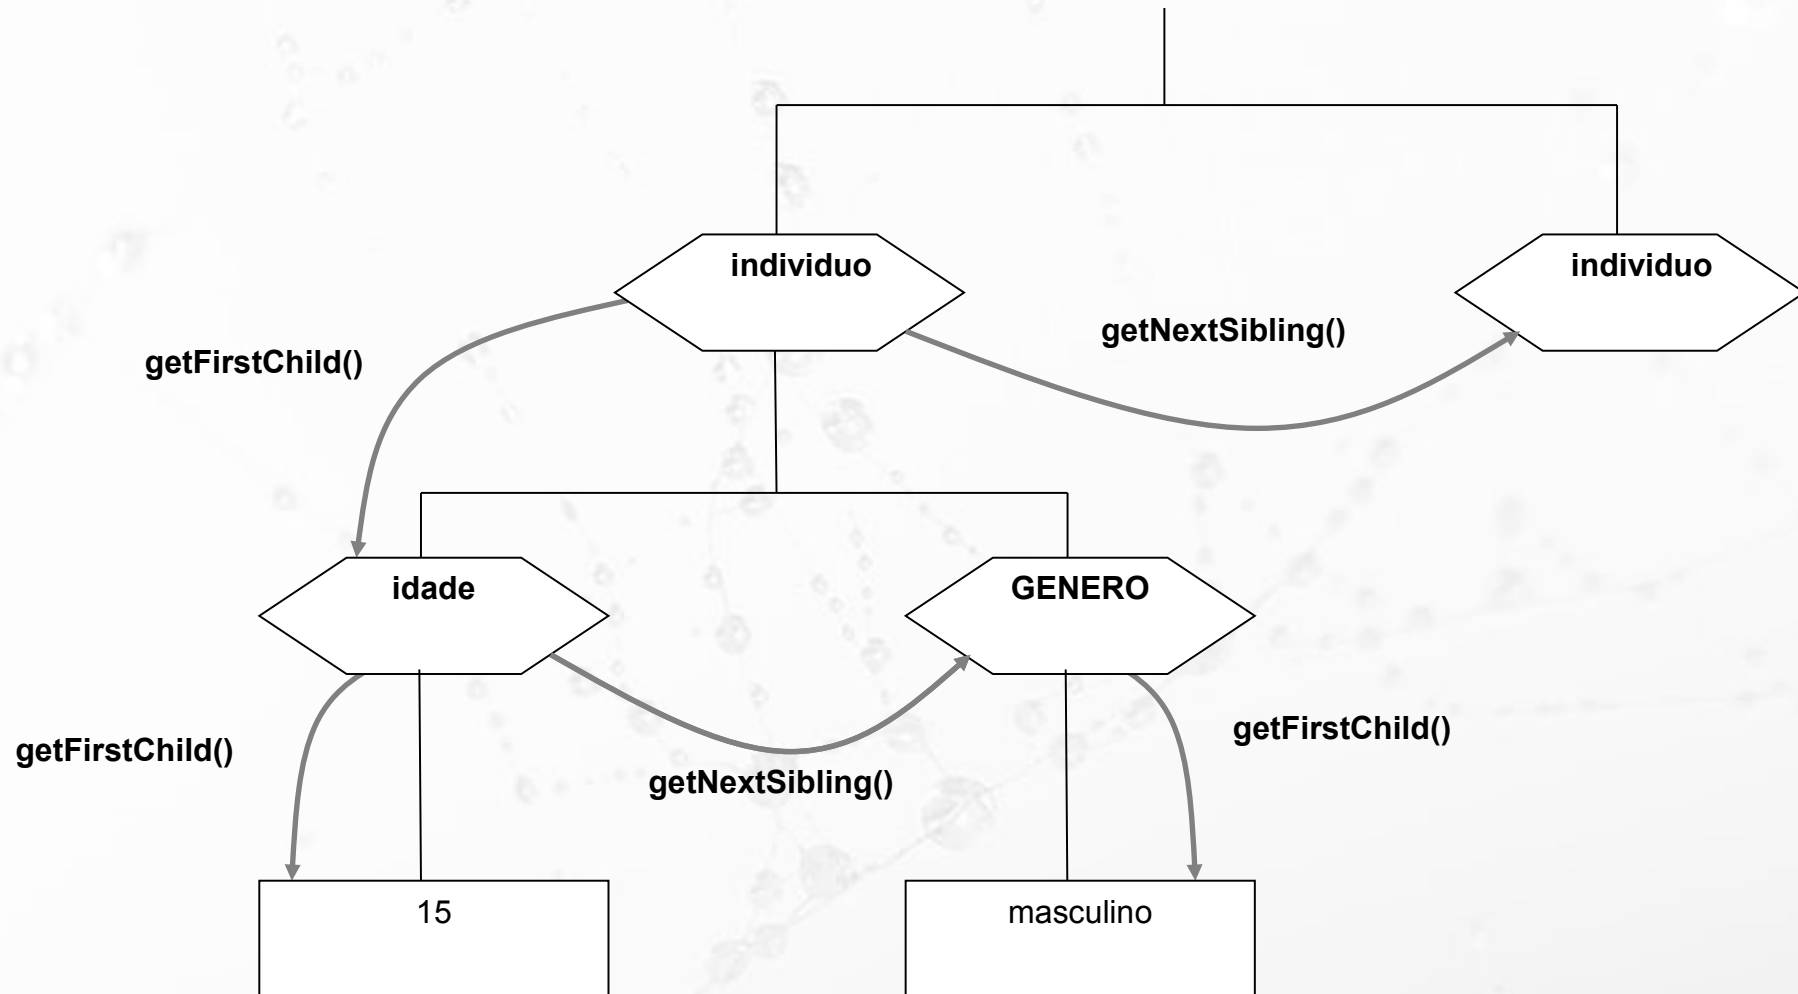 individuo
individuo
getNextSibling()
getFirstChild()
idade
GENERO
getFirstChild()
getNextSibling()
getFirstChild()
15
masculino